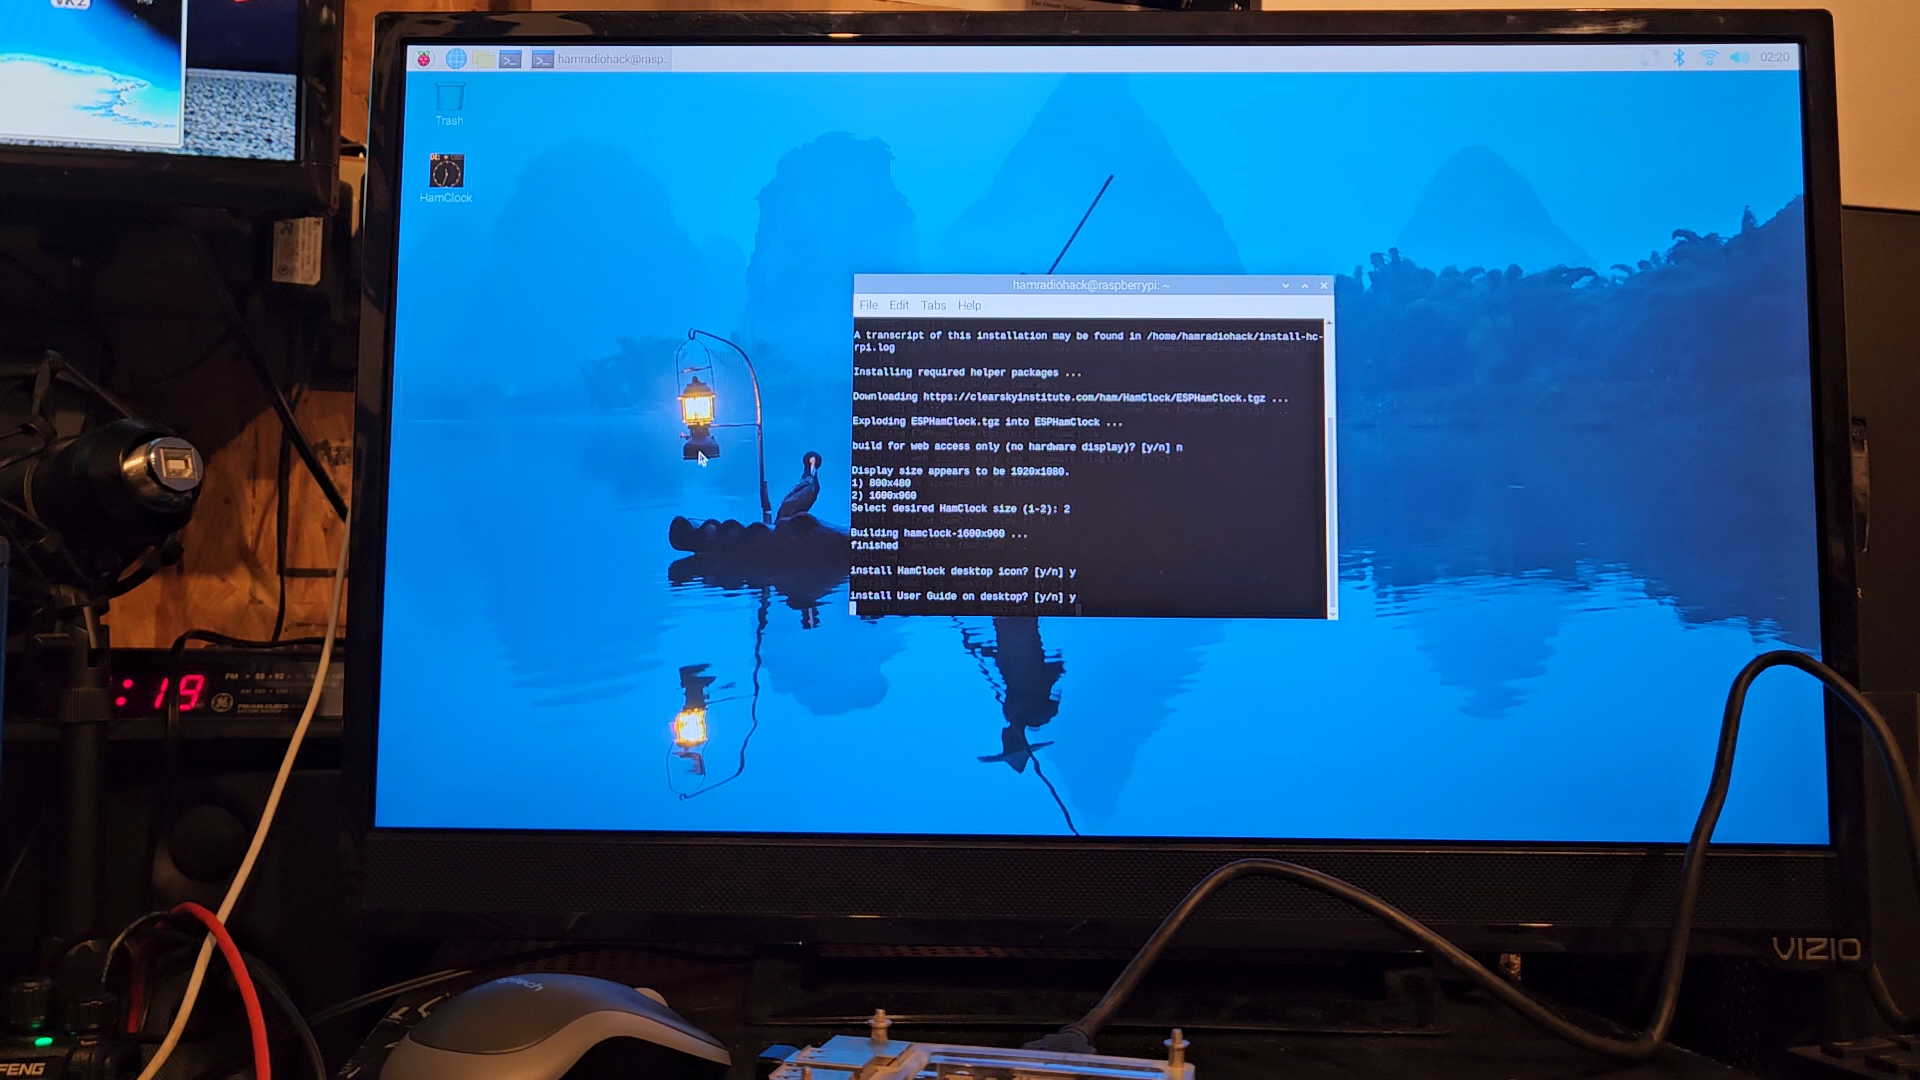 VK2
hamradiohack@rasp..
02:20
Trash
HamClock
hamradiohack@raspberrypi: ~
File Edit Tabs Help
A transcript of this installation may be found in /home/hamradiohack/install-hc-
rpi.log
Installing required helper packages ...
Downloading https://clearskyinstitute.com/ham/HamClock/ESPHamClock.tgz ...
Exploding ESPHamClock.tgz into ESPHamClock ...
build for web access only (no hardware display)? [y/n] n
Display size appears to be 1920x1080.
1) 800x480
2) 1600x960
Select desired HamClock size (1-2): 2
Building hamclock-1600x960 ...
finished
install HamClock desktop icon? [y/n] y
install User Guide on desktop? [y/n] y
:19
FM
VIZIO
FENG